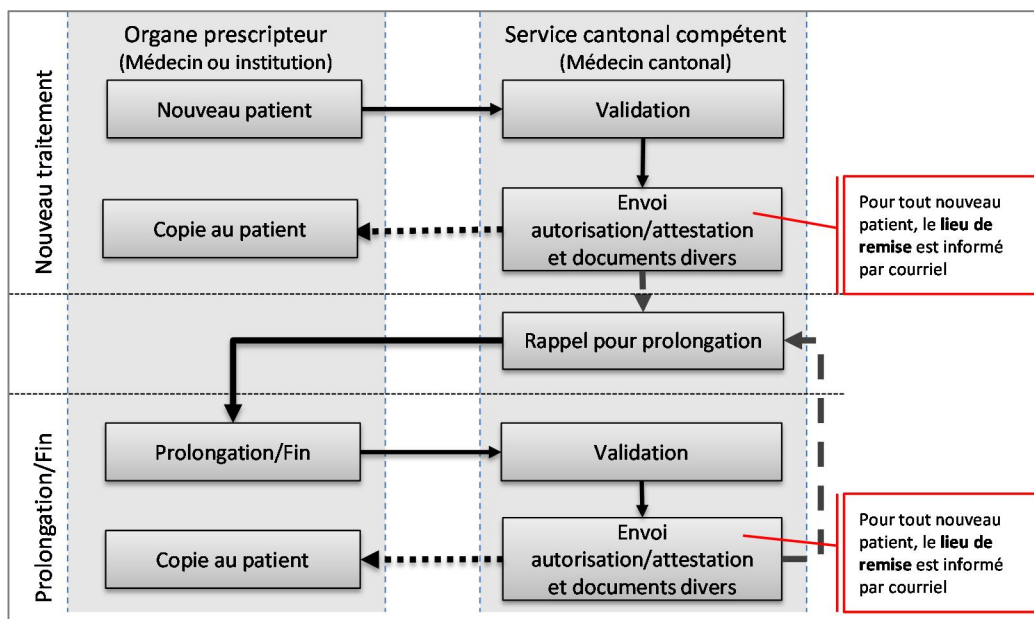 Organe prescripteur
(Médecin ou institution)
Service cantonal compétent
(Médecin cantonal)
Nouveau traitement
Nouveau patient
Validation
Copie au patient
Envoi
autorisation/attestation
et documents divers
Pour tout nouveau
patient, le lieu de
remise est informé
par courriel
Rappel pour prolongation
Prolongation/Fin
Prolongation/Fin
Validation
Copie au patient
Envoi
autorisation/attestation
et documents divers
Pour tout nouveau
patient, le lieu de
remise est informé
par courriel